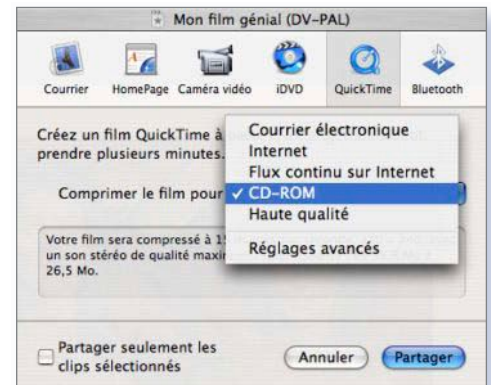 Mon film génial (DV-PAL)
Courrier HomePage Caméra vidéo iDVD QuickTime Bluetooth
Créez un film QuickTime à
prendre plusieurs minutes.
Comprimer le film pour
Courrier électronique
Internet
Flux continu sur Internet
✓ CD-ROM
Haute qualité
Réglages avancés
Votre film sera compressé à
un son stéréo de qualité
26,5 Mo.
Partager seulement les
clips sélectionnés
Annuler Partager